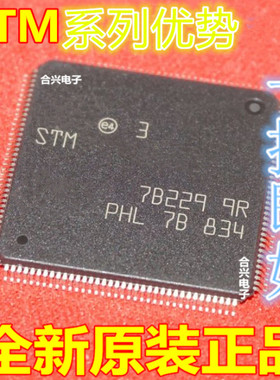 STM系列优势
合兴电子
e4 3
STM
7B229 9R
PHL 7B 834
合兴电子
全新原装正品